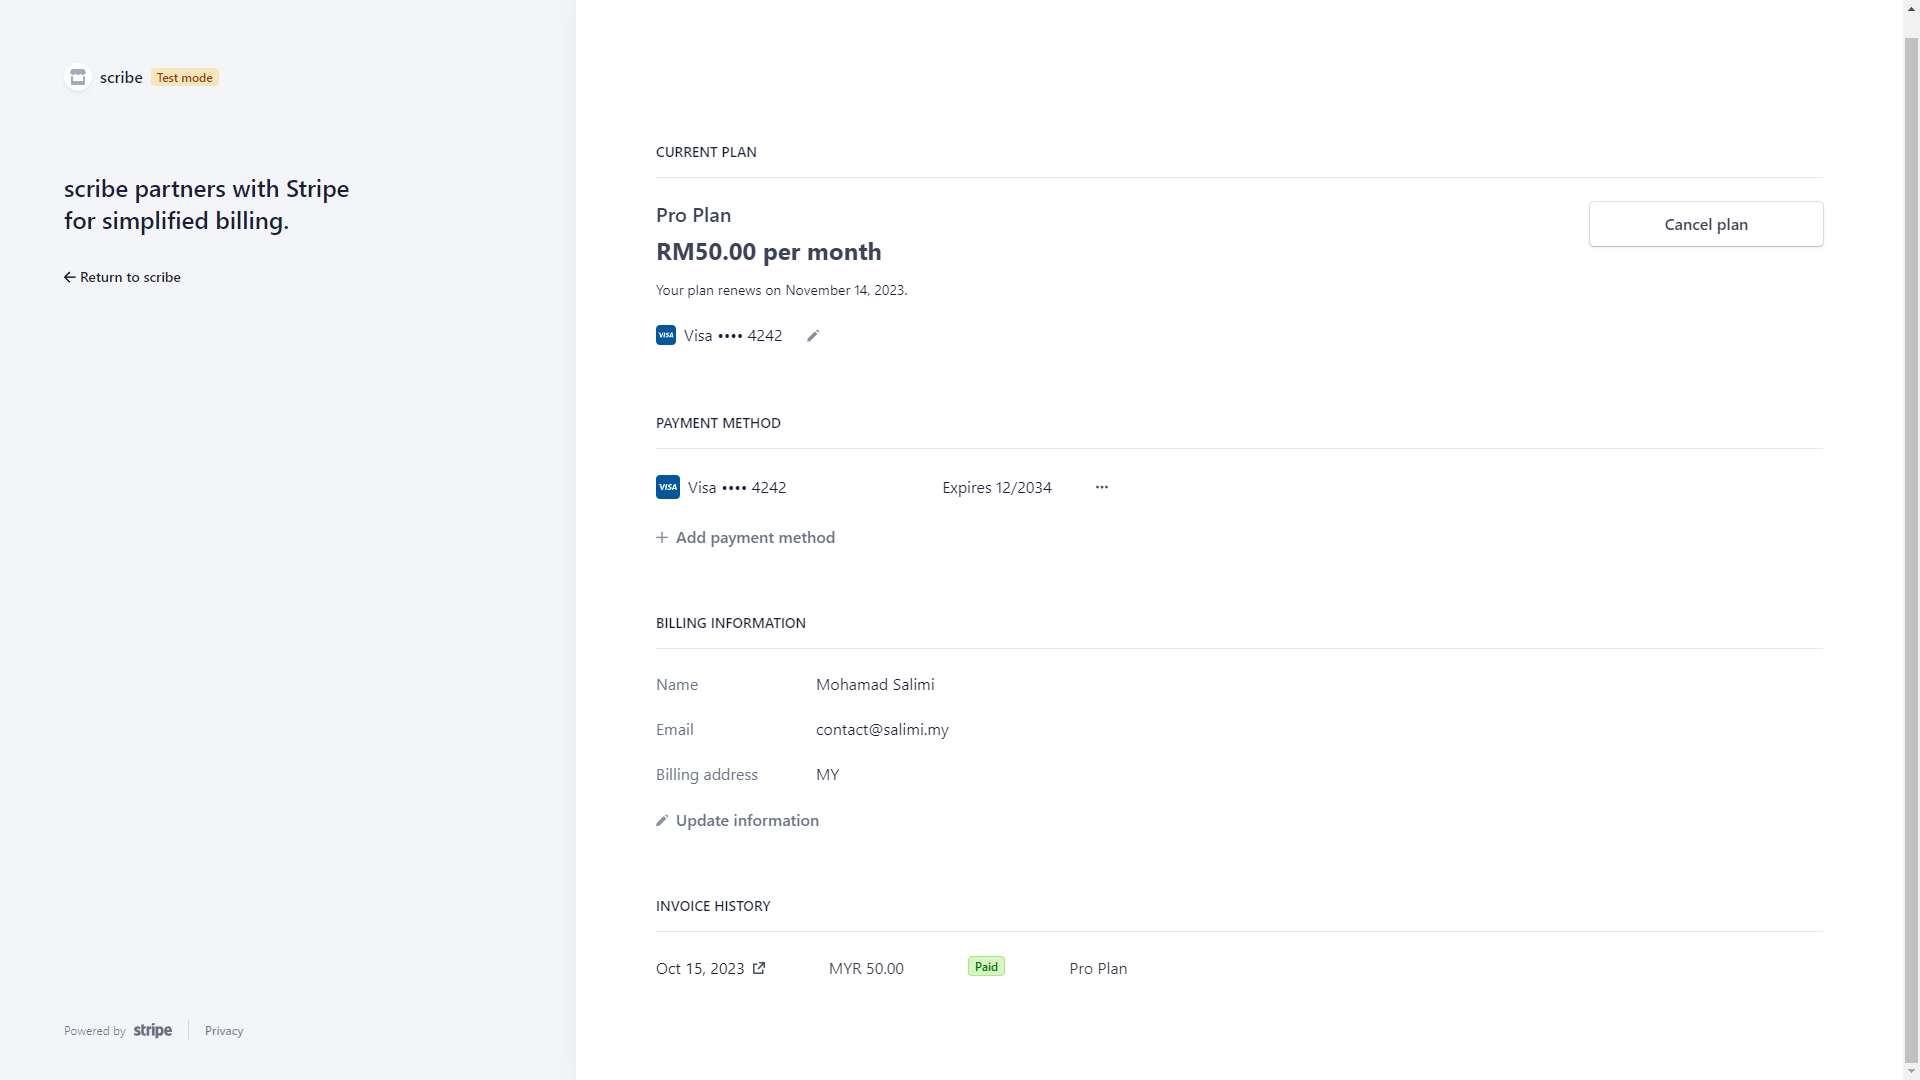 scribe Test mode
scribe partners with Stripe
for simplified billing.
Return to scribe
Powered by stripe Privacy
CURRENT PLAN
Pro Plan
Cancel plan
RM50.00 per month
Your plan renews on November 14, 2023.
VISA Visa •••• 4242
PAYMENT METHOD
VISA Visa •••• 4242 Expires 12/2034
Add payment method
BILLING INFORMATION
Name Mohamad Salimi
Email contact@salimi.my
Billing address MY
Update information
INVOICE HISTORY
Oct 15, 2023 MYR 50.00 Paid Pro Plan